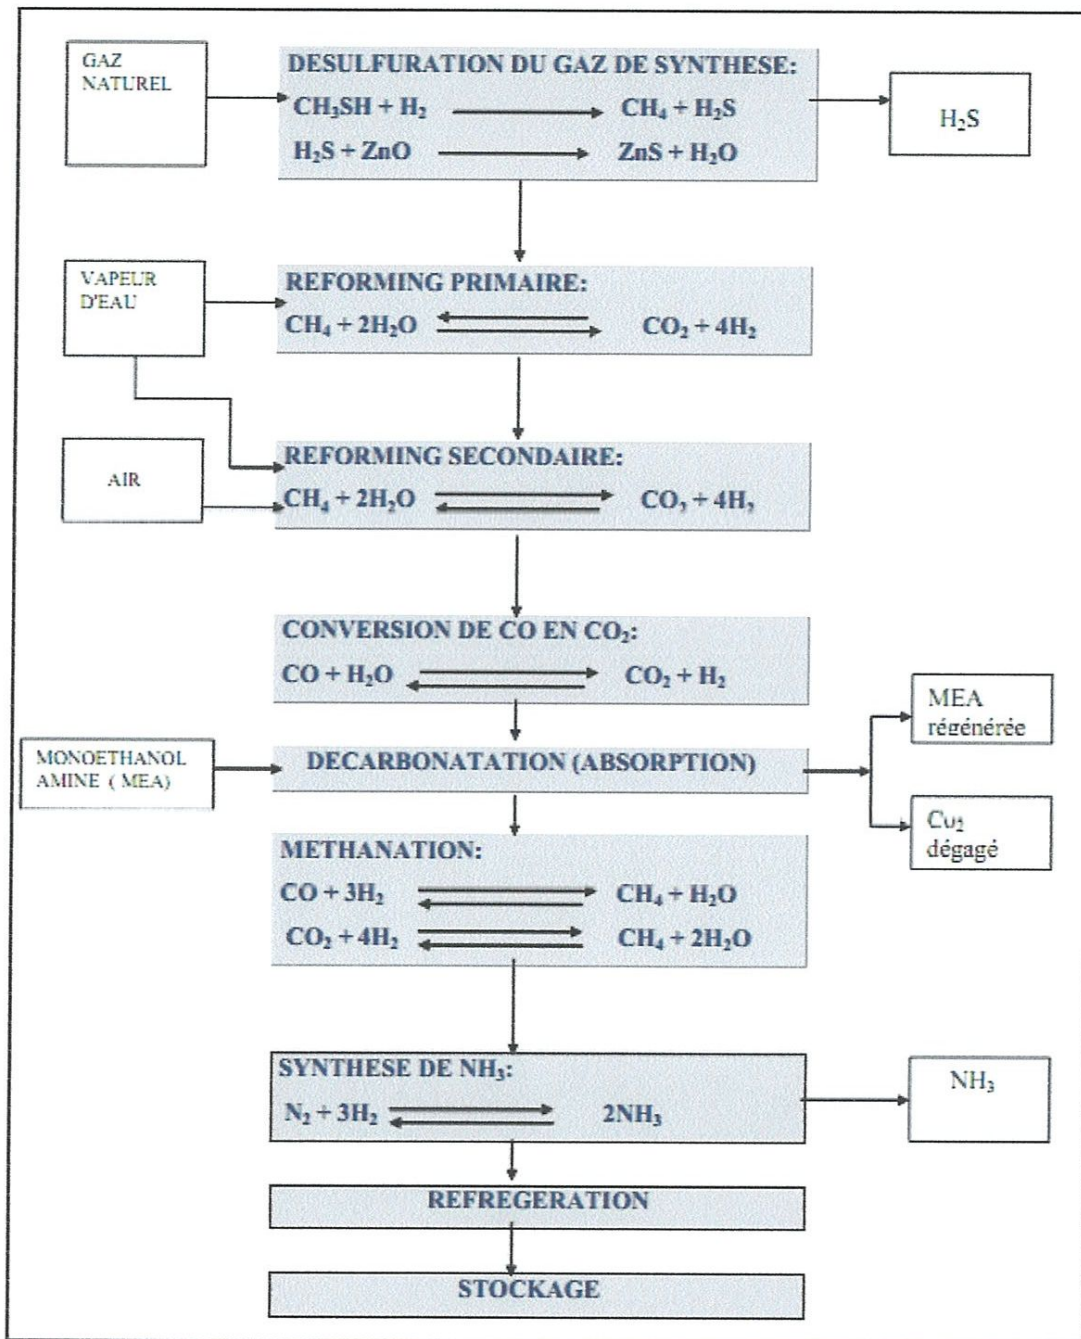 GAZ
NATUREL
DESULFURATION DU GAZ DE SYNTHESE:
CH₃SH + H₂ → CH₄ + H₂S
H₂S + ZnO → ZnS + H₂O
H₂S
VAPEUR
D'EAU
REFORMING PRIMAIRE:
CH₄ + 2H₂O ⇄ CO₂ + 4H₂
AIR
REFORMING SECONDAIRE:
CH₄ + 2H₂O ⇄ CO₂ + 4H₂
CONVERSION DE CO EN CO₂:
CO + H₂O ⇄ CO₂ + H₂
MONOETHANOL
AMINE ( MEA)
DECARBONATATION (ABSORPTION)
MEA
régénérée
Co₂
dégagé
METHANATION:
CO + 3H₂ ⇄ CH₄ + H₂O
CO₂ + 4H₂ ⇄ CH₄ + 2H₂O
SYNTHESE DE NH₃:
N₂ + 3H₂ ⇄ 2NH₃
NH₃
REFREGERATION
STOCKAGE